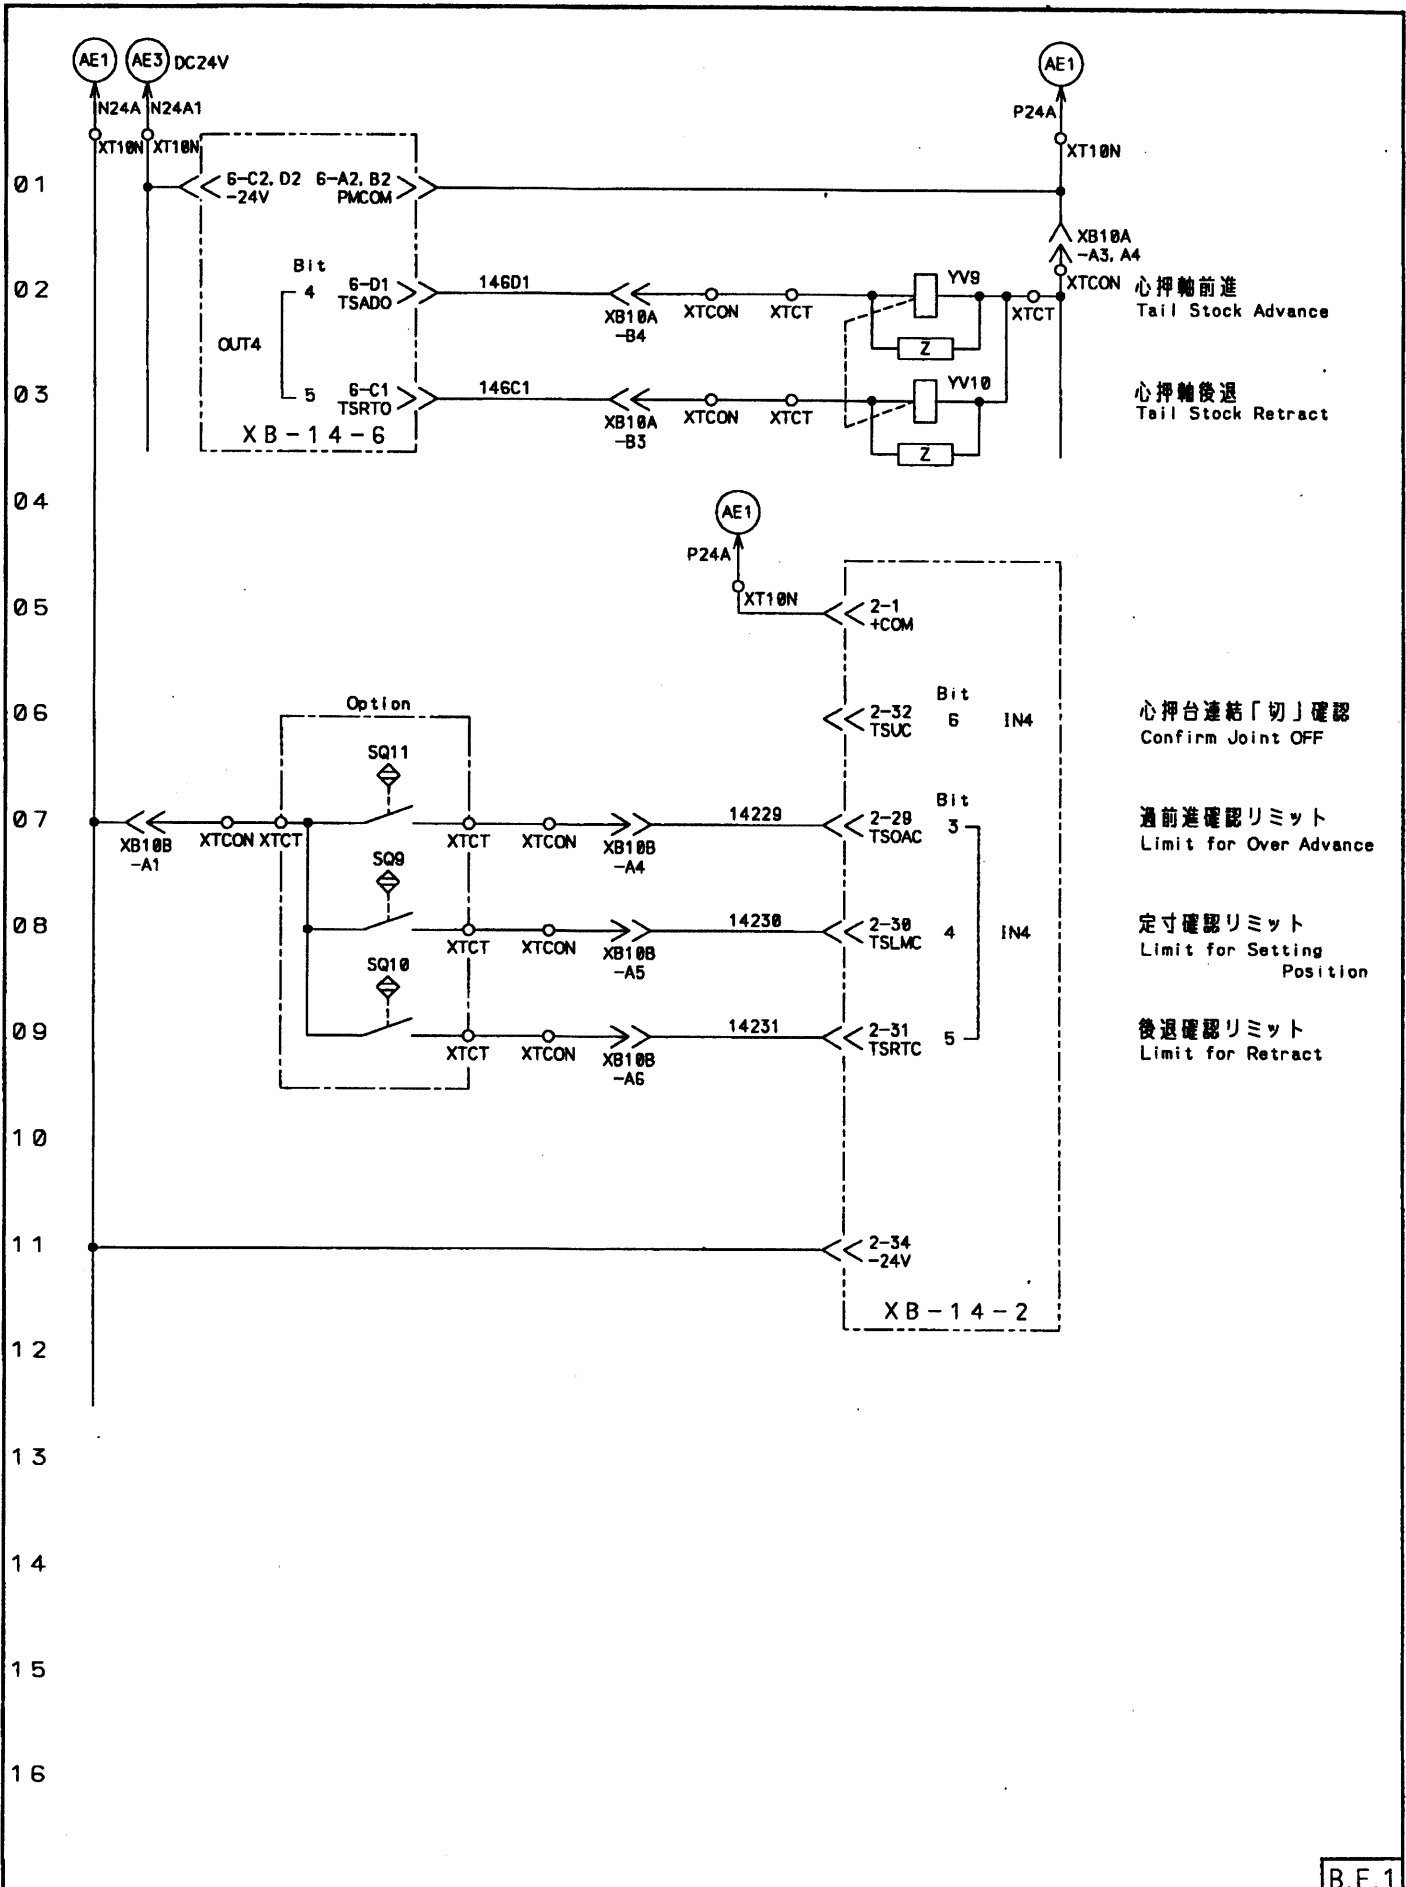 AE1 AE3 DC24V AE1
N24A N24A1 P24A
XT10N XT10N XT10N
01 6-C2, D2 6-A2, B2
-24V PMCOM
XB10A
-A3, A4
Bit
02 4 6-D1 146D1 YV9 XTCON 心押軸前進
TSADO XB10A XTCON XTCT XTCT Tail Stock Advance
-B4
OUT4 Z
03 5 6-C1 146C1 YV10 心押軸後退
TSRTO XB10A XTCON XTCT Tail Stock Retract
XB-14-6 -B3 Z
04
AE1
P24A
05 XT10N 2-1
+COM
Option Bit
06 2-32 6 IN4 心押台連結「切」確認
TSUC Confirm Joint OFF
SQ11
Bit
07 14229 2-29 3 過前進確認リミット
XB10B XTCON XTCT XTCT XTCON XB10B TSOAC Limit for Over Advance
-A1 -A4
SQ9
08 14230 2-30 4 IN4 定寸確認リミット
XTCT XTCON XB10B TSLMC Limit for Setting
-A5 Position
SQ10
09 14231 2-31 5 後退確認リミット
XTCT XTCON XB10B TSRTC Limit for Retract
-A6
10
11 2-34
-24V
XB-14-2
12
13
14
15
16
B.E.1